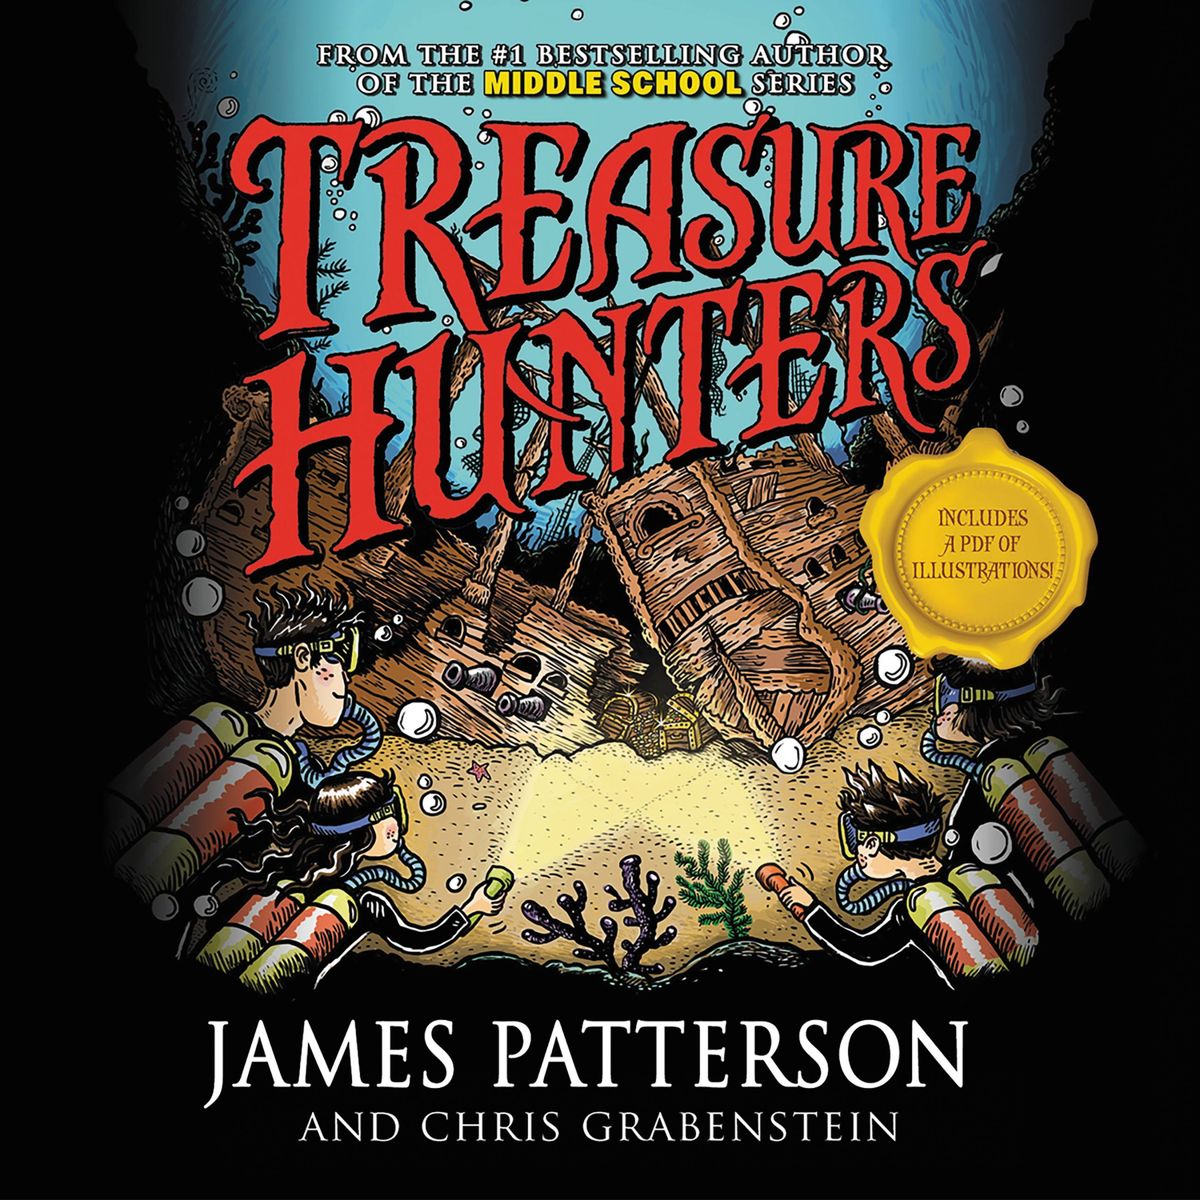 FROM THE #1 BESTSELLING AUTHOR
OF THE MIDDLE SCHOOL SERIES
TREASURE
HUNTERS
INCLUDES
A PDF OF
ILLUSTRATIONS!
JAMES PATTERSON
AND CHRIS GRABENSTEIN